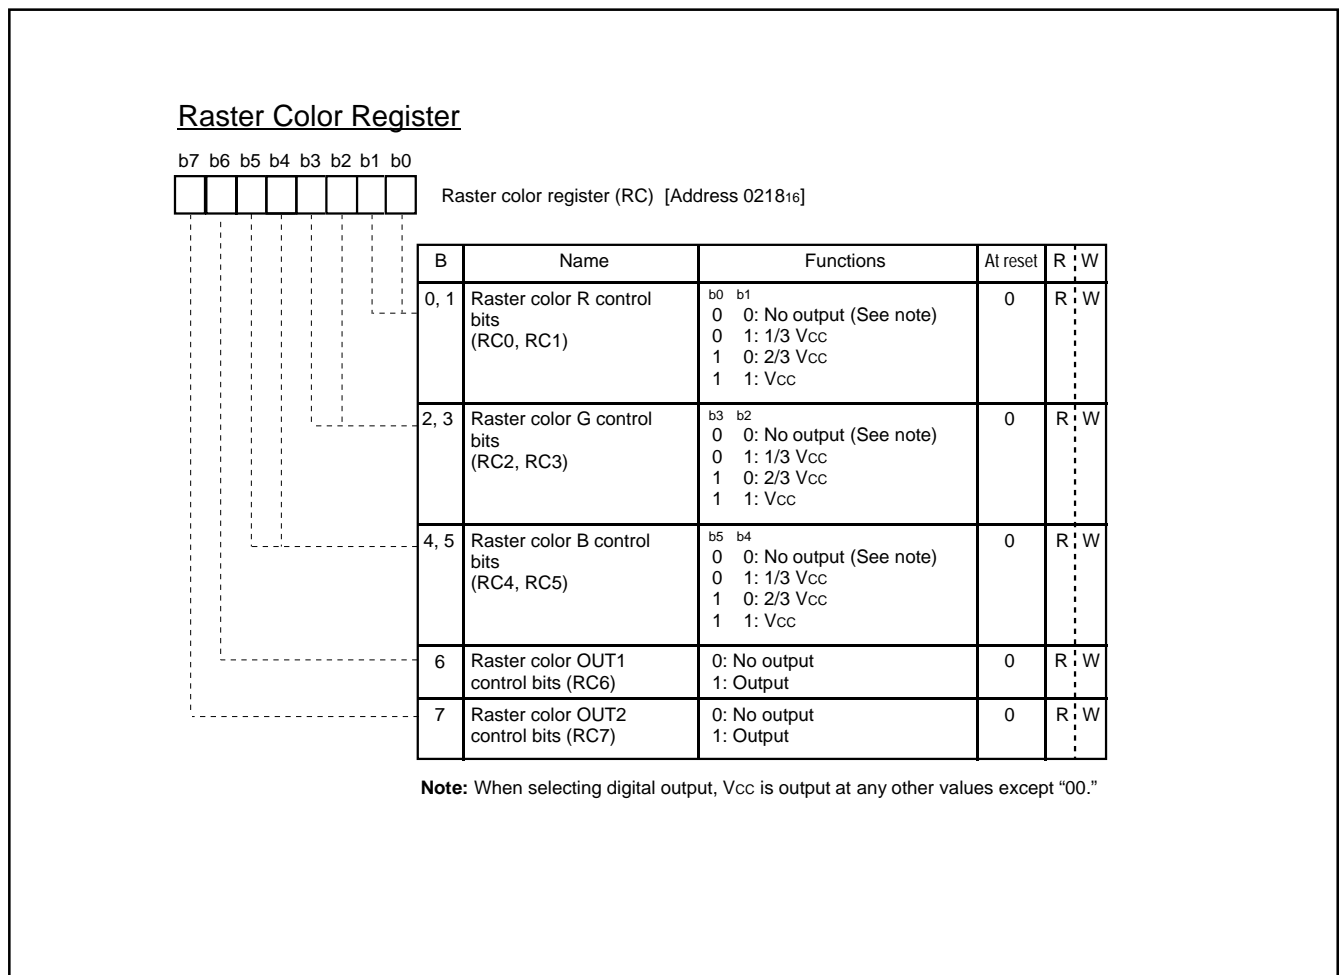 Raster Color Register
b7 b6 b5 b4 b3 b2 b1 b0
Raster color register (RC) [Address 021816]
B Name Functions At reset R W
0, 1 Raster color R control bits (RC0, RC1)
b0 b1
0 0: No output (See note)
0 1: 1/3 VCC
1 0: 2/3 VCC
1 1: VCC
0 R W
2, 3 Raster color G control bits (RC2, RC3)
b3 b2
0 0: No output (See note)
0 1: 1/3 VCC
1 0: 2/3 VCC
1 1: VCC
0 R W
4, 5 Raster color B control bits (RC4, RC5)
b5 b4
0 0: No output (See note)
0 1: 1/3 VCC
1 0: 2/3 VCC
1 1: VCC
0 R W
6 Raster color OUT1 control bits (RC6)
0: No output
1: Output
0 R W
7 Raster color OUT2 control bits (RC7)
0: No output
1: Output
0 R W
Note: When selecting digital output, VCC is output at any other values except “00.”